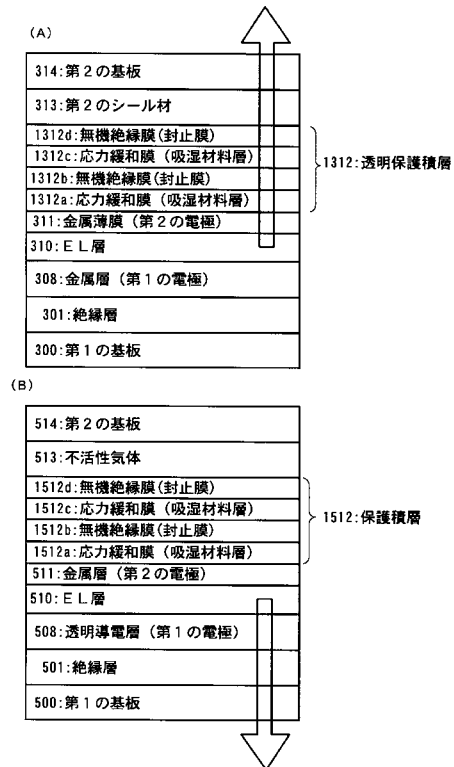 (A)
314:第2の基板
313:第2のシール材
1312d:無機絶縁膜(封止膜)
1312c:応力緩和膜(吸湿材料層)
1312b:無機絶縁膜(封止膜)
1312a:応力緩和膜(吸湿材料層)
1312:透明保護積層
311:金属薄膜(第2の電極)
310:EL層
308:金属層(第1の電極)
301:絶縁層
300:第1の基板
(B)
514:第2の基板
513:不活性気体
1512d:無機絶縁膜(封止膜)
1512c:応力緩和膜(吸湿材料層)
1512b:無機絶縁膜(封止膜)
1512a:応力緩和膜(吸湿材料層)
1512:保護積層
511:金属層(第2の電極)
510:EL層
508:透明導電層(第1の電極)
501:絶縁層
500:第1の基板